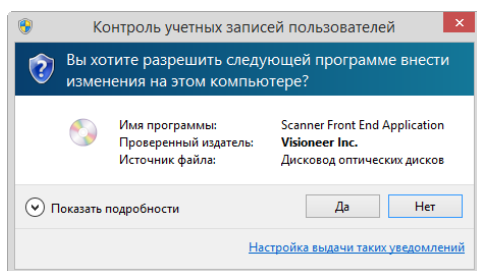 Контроль учетных записей пользователей
Вы хотите разрешить следующей программе внести
изменения на этом компьютере?
Имя программы: Scanner Front End Application
Проверенный издатель: Visioneer Inc.
Источник файла: Дисковод оптических дисков
Показать подробности Да Нет
Настройка выдачи таких уведомлений